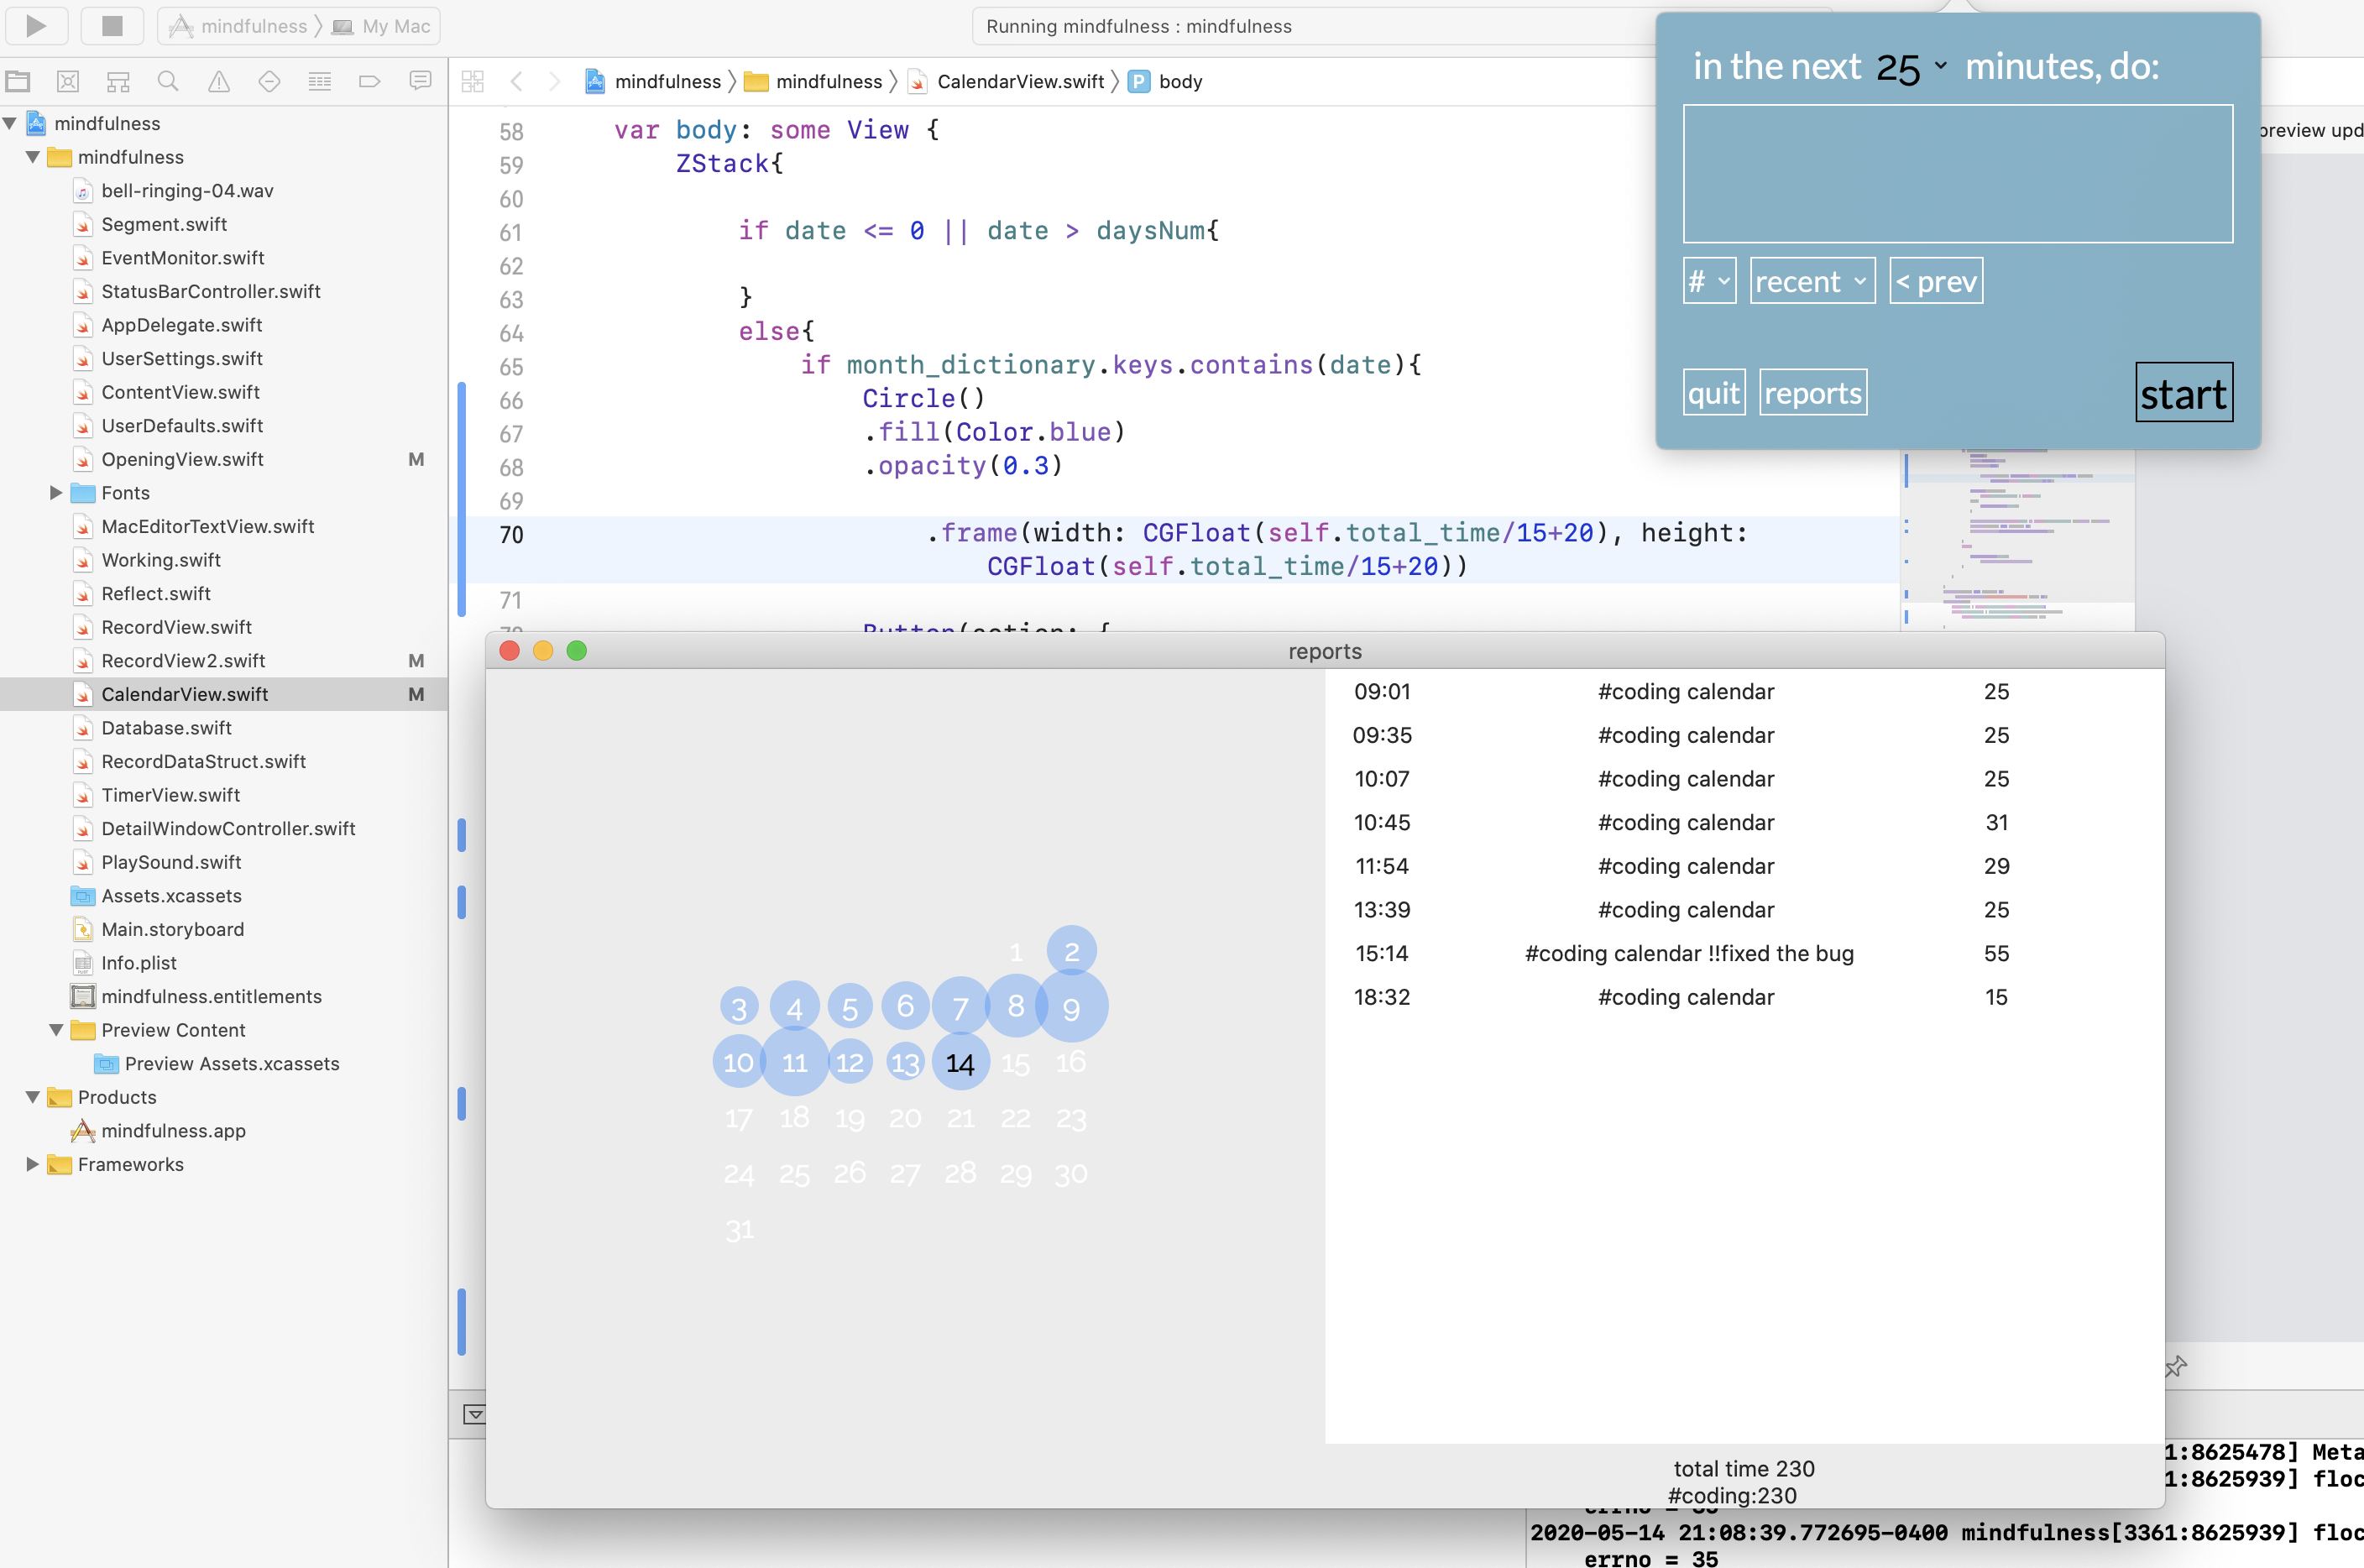 mindfulness My Mac
Running mindfulness : mindfulness
mindfulness mindfulness CalendarView.swift P body
mindfulness
mindfulness
bell-ringing-04.wav
Segment.swift
EventMonitor.swift
StatusBarController.swift
AppDelegate.swift
UserSettings.swift
ContentView.swift
UserDefaults.swift
OpeningView.swift M
Fonts
MacEditorTextView.swift
Working.swift
Reflect.swift
RecordView.swift
RecordView2.swift M
CalendarView.swift M
Database.swift
RecordDataStruct.swift
TimerView.swift
DetailWindowController.swift
PlaySound.swift
Assets.xcassets
Main.storyboard
Info.plist
mindfulness.entitlements
Preview Content
Preview Assets.xcassets
Products
mindfulness.app
Frameworks
58 var body: some View {
59 ZStack{
60
61 if date <= 0 || date > daysNum{
62
63 }
64 else{
65 if month_dictionary.keys.contains(date){
66 Circle()
67 .fill(Color.blue)
68 .opacity(0.3)
69
70 .frame(width: CGFloat(self.total_time/15+20), height:
CGFloat(self.total_time/15+20))
71
Button(action: {
in the next 25 minutes, do:
# recent < prev
quit reports start
preview upd
reports
1 2
3 4 5 6 7 8 9
10 11 12 13 14 15 16
17 18 19 20 21 22 23
24 25 26 27 28 29 30
31
09:01 #coding calendar 25
09:35 #coding calendar 25
10:07 #coding calendar 25
10:45 #coding calendar 31
11:54 #coding calendar 29
13:39 #coding calendar 25
15:14 #coding calendar !!fixed the bug 55
18:32 #coding calendar 15
total time 230
#coding:230
1:8625478] Meta
1:8625939] floc
errno = 35
2020-05-14 21:08:39.772695-0400 mindfulness[3361:8625939] floc
errno = 35